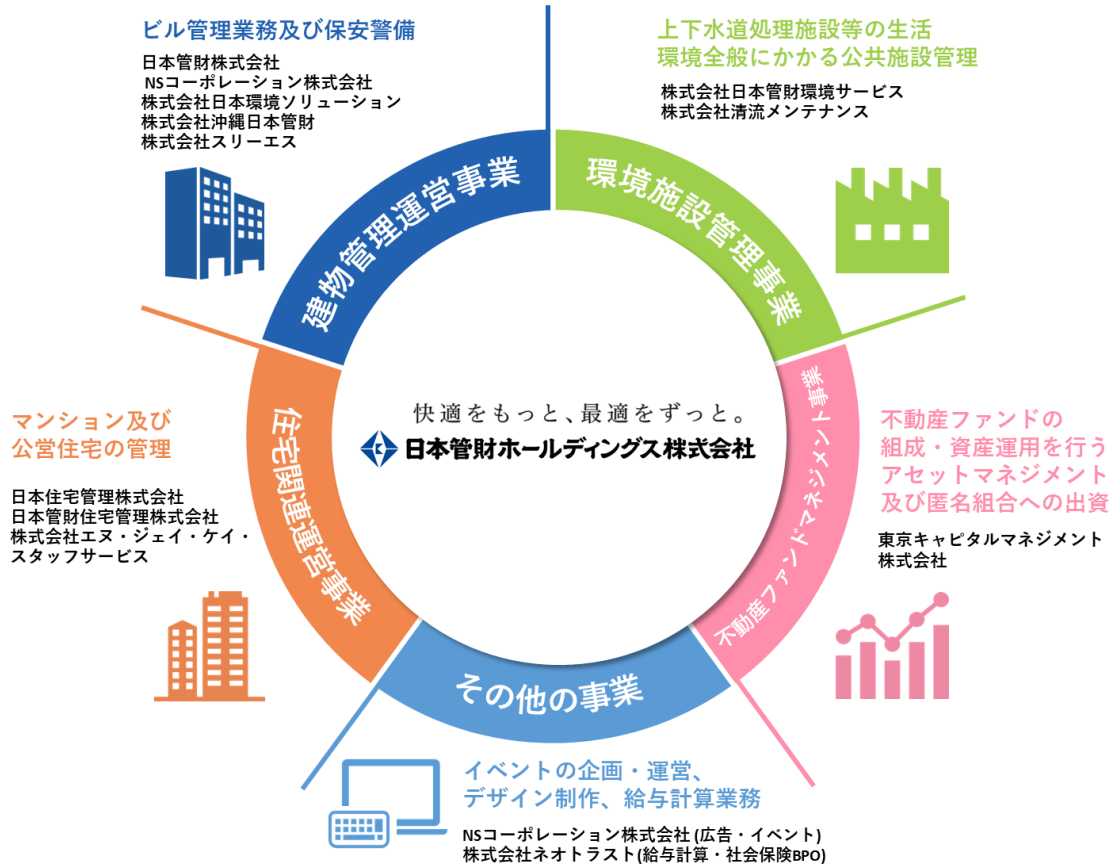 ビル管理業務及び保安警備
日本管財株式会社
NSコーポレーション株式会社
株式会社日本環境ソリューション
株式会社沖縄日本管財
株式会社スリーエス
建物管理運営事業
上下水道処理施設等の生活
環境全般にかかる公共施設管理
株式会社日本管財環境サービス
株式会社清流メンテナンス
環境施設管理事業
快適をもっと、最適をずっと。
日本管財ホールディングス株式会社
マンション及び
公営住宅の管理
日本住宅管理株式会社
日本管財住宅管理株式会社
株式会社エヌ・ジェイ・ケイ・
スタッフサービス
住宅関連運営事業
不動産ファンドマネジメント事業
不動産ファンドの
組成・資産運用を行う
アセットマネジメント
及び匿名組合への出資
東京キャピタルマネジメント
株式会社
その他の事業
イベントの企画・運営、
デザイン制作、給与計算業務
NSコーポレーション株式会社(広告・イベント)
株式会社ネオトラスト(給与計算・社会保険BPO)